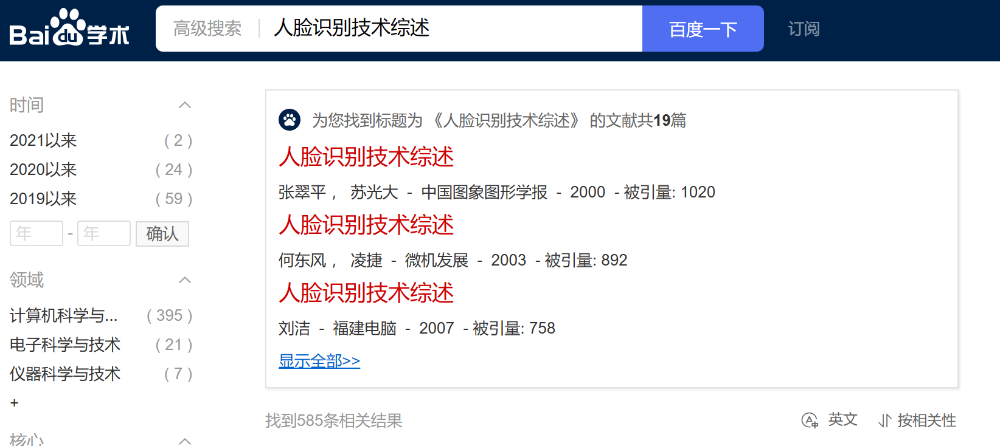 Baidu学术
高级搜索 人脸识别技术综述 百度一下 订阅
时间
2021以来 ( 2 )
2020以来 ( 24 )
2019以来 ( 59 )
年 - 年 确认
领域
计算机科学与... ( 395 )
电子科学与技术 ( 21 )
仪器科学与技术 ( 7 )
+
核心
为您找到标题为 《人脸识别技术综述》 的文献共19篇
人脸识别技术综述
张翠平， 苏光大 - 中国图象图形学报 - 2000 - 被引量: 1020
人脸识别技术综述
何东风， 凌捷 - 微机发展 - 2003 - 被引量: 892
人脸识别技术综述
刘洁 - 福建电脑 - 2007 - 被引量: 758
显示全部>>
找到585条相关结果 英文 按相关性